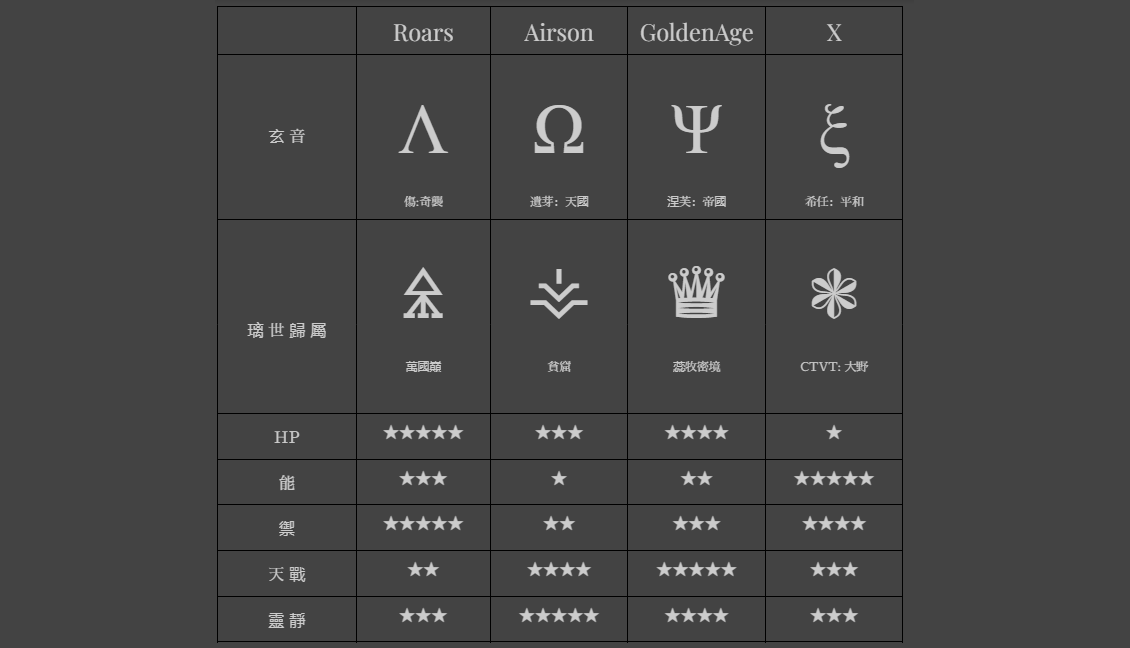 Roars Airson GoldenAge X
玄音 Λ Ω Ψ ξ
傷:奇襲 遺芽：天國 涅芙：帝國 希任：平和
璃世歸屬
萬國巔 貧窟 蕊牧密境 CTVT: 大野
HP ★★★★★ ★★★ ★★★★ ★
能 ★★★ ★ ★★ ★★★★★
禦 ★★★★★ ★★ ★★★ ★★★★
天戰 ★★ ★★★★ ★★★★★ ★★★
靈靜 ★★★ ★★★★★ ★★★★ ★★★